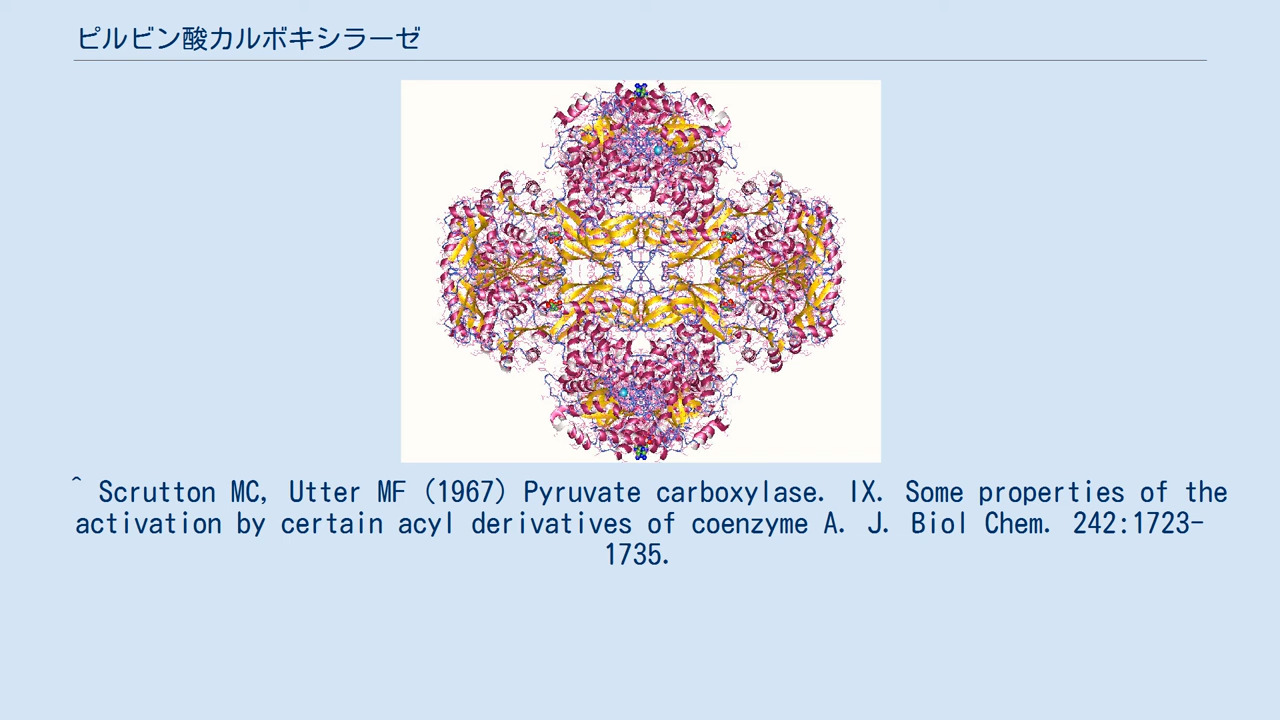 ピルビン酸カルボキシラーゼ
^ Scrutton MC, Utter MF (1967) Pyruvate carboxylase. IX. Some properties of the
activation by certain acyl derivatives of coenzyme A. J. Biol Chem. 242:1723-
1735.